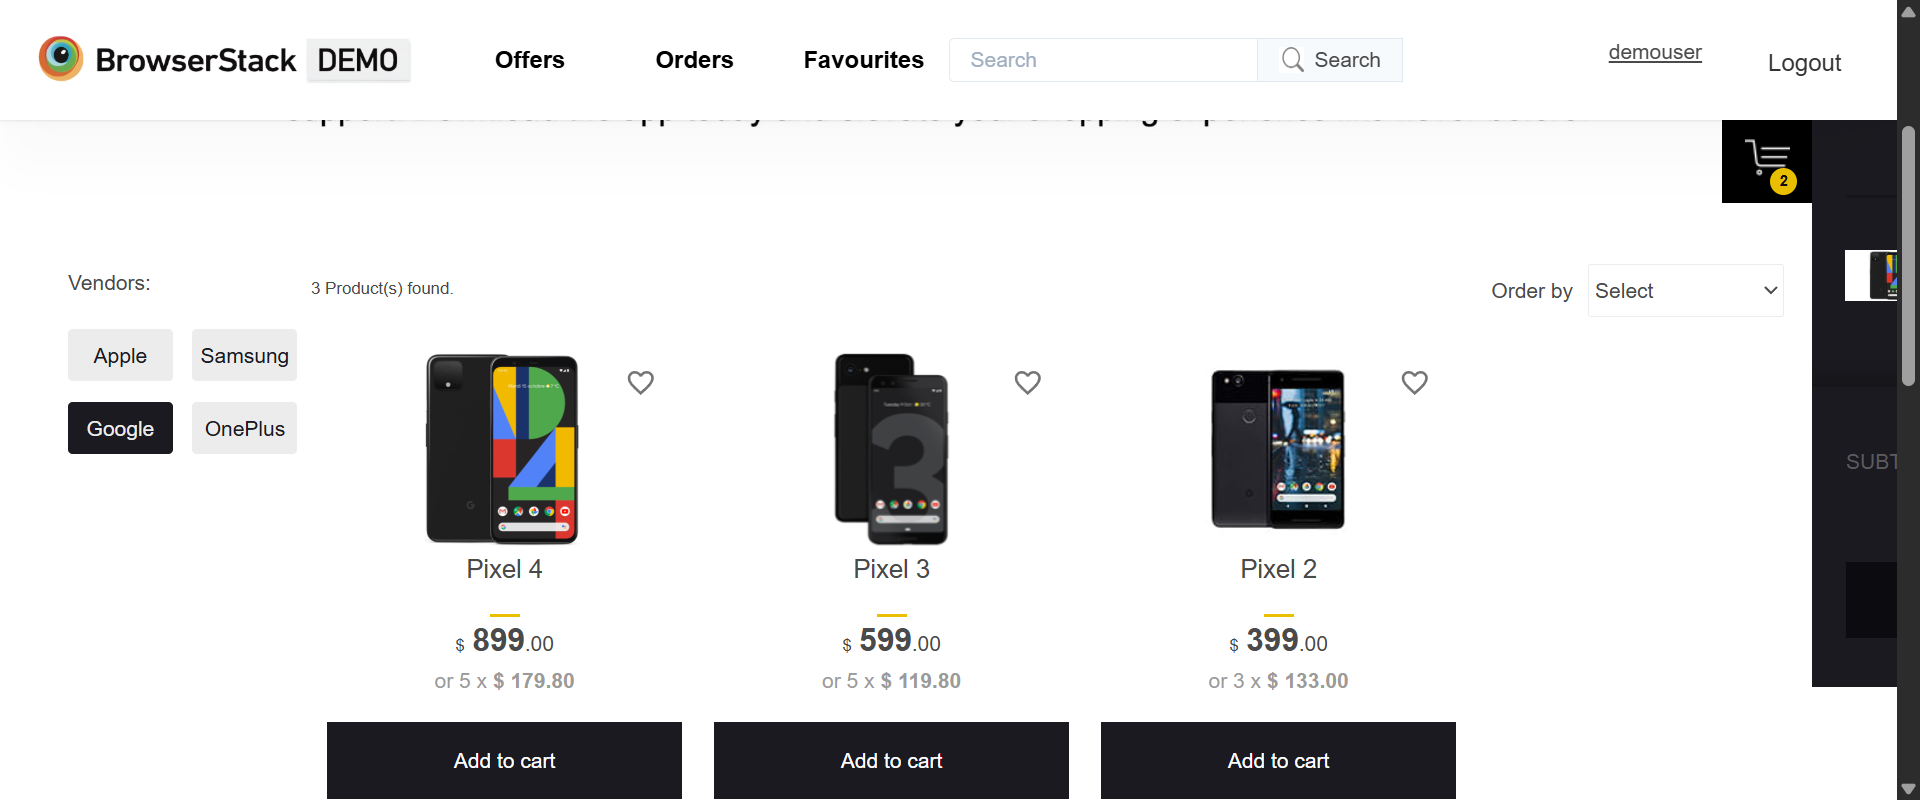 BrowserStack DEMO
Offers
Orders
Favourites
Search
Search
demouser
Logout
2
Vendors:
3 Product(s) found.
Order by
Select
Apple
Samsung
Google
OnePlus
SUBT
Pixel 4
$ 899.00
or 5 x $ 179.80
Add to cart
Pixel 3
$ 599.00
or 5 x $ 119.80
Add to cart
Pixel 2
$ 399.00
or 3 x $ 133.00
Add to cart